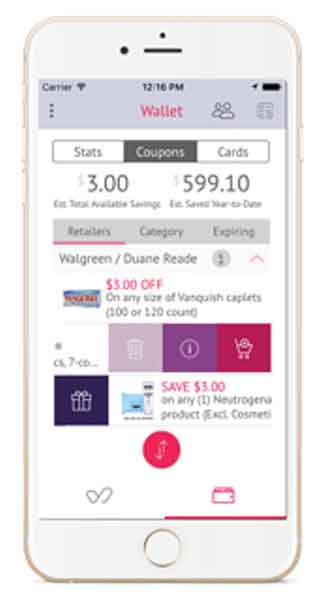 Carrier 12:16 PM
Wallet
Stats Coupons Cards
$3.00 $599.10
Est. Total Available Savings Est. Saved Year-to-Date
Retailers Category Expiring
Walgreen / Duane Reade 1
$3.00 OFF
On any size of Vanquish caplets
(100 or 120 count)
cs, 7-co...
SAVE $3.00
on any (1) Neutrogena
product (Excl. Cosmeti